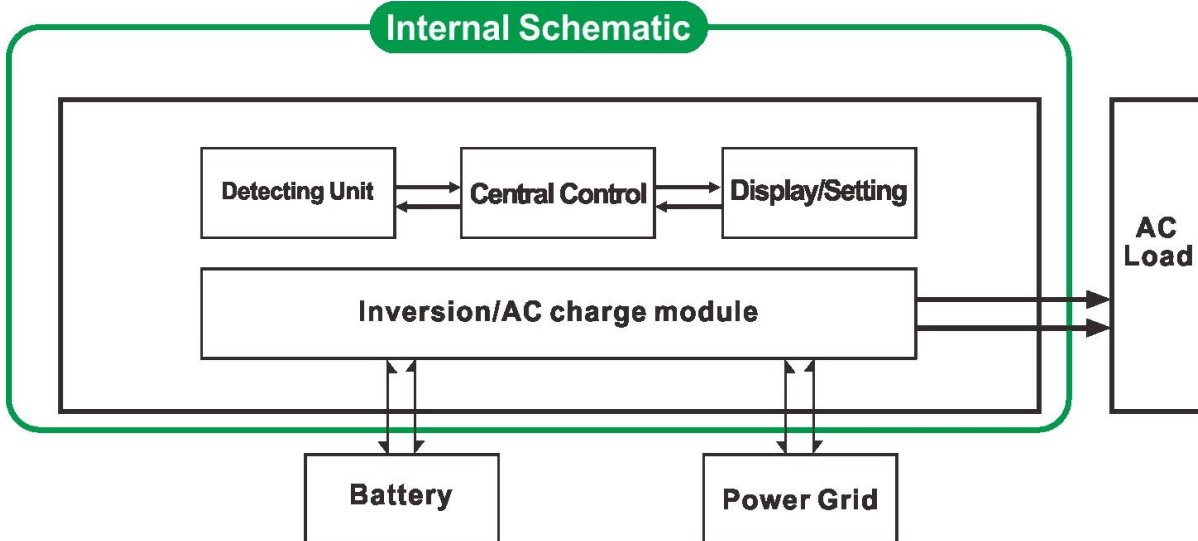 Internal Schematic
Detecting Unit
Central Control
Display/Setting
AC
Load
Inversion/AC charge module
Battery
Power Grid